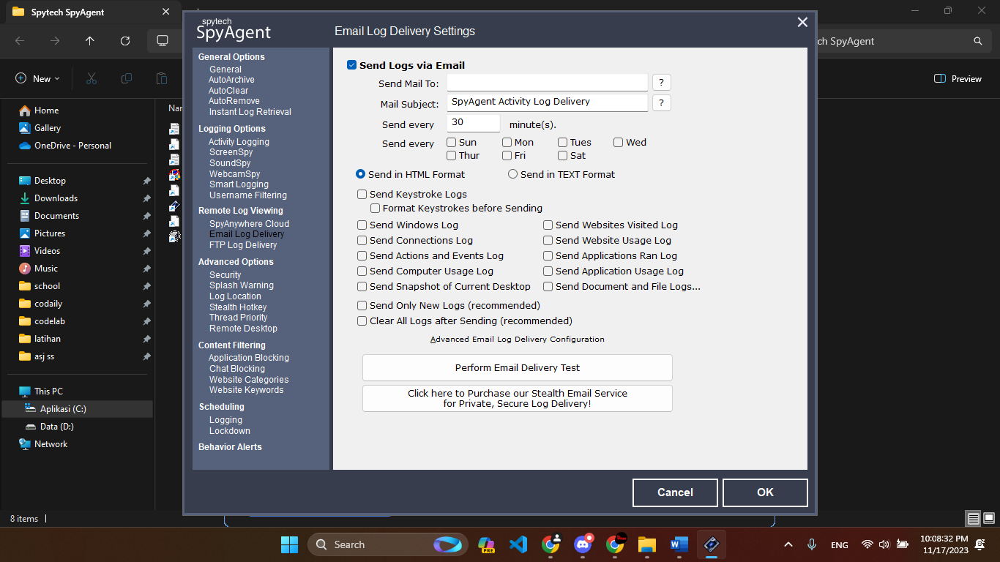 Spytech SpyAgent
ch SpyAgent
New
Preview
Home
Gallery
OneDrive - Personal
Desktop
Downloads
Documents
Pictures
Videos
Music
school
codaily
codelab
latihan
asj ss
This PC
Aplikasi (C:)
Data (D:)
Network
Nar
8 items
spytech
SpyAgent
Email Log Delivery Settings
General Options
General
AutoArchive
AutoClear
AutoRemove
Instant Log Retrieval
Logging Options
Activity Logging
ScreenSpy
SoundSpy
WebcamSpy
Smart Logging
Username Filtering
Remote Log Viewing
SpyAnywhere Cloud
Email Log Delivery
FTP Log Delivery
Advanced Options
Security
Splash Warning
Log Location
Stealth Hotkey
Thread Priority
Remote Desktop
Content Filtering
Application Blocking
Chat Blocking
Website Categories
Website Keywords
Scheduling
Logging
Lockdown
Behavior Alerts
Send Logs via Email
Send Mail To: ?
Mail Subject: SpyAgent Activity Log Delivery ?
Send every 30 minute(s).
Send every Sun Mon Tues Wed
Thur Fri Sat
Send in HTML Format Send in TEXT Format
Send Keystroke Logs
Format Keystrokes before Sending
Send Windows Log Send Websites Visited Log
Send Connections Log Send Website Usage Log
Send Actions and Events Log Send Applications Ran Log
Send Computer Usage Log Send Application Usage Log
Send Snapshot of Current Desktop Send Document and File Logs...
Send Only New Logs (recommended)
Clear All Logs after Sending (recommended)
Advanced Email Log Delivery Configuration
Perform Email Delivery Test
Click here to Purchase our Stealth Email Service
for Private, Secure Log Delivery!
Cancel OK
Search
PRE
ENG
10:08:32 PM
11/17/2023